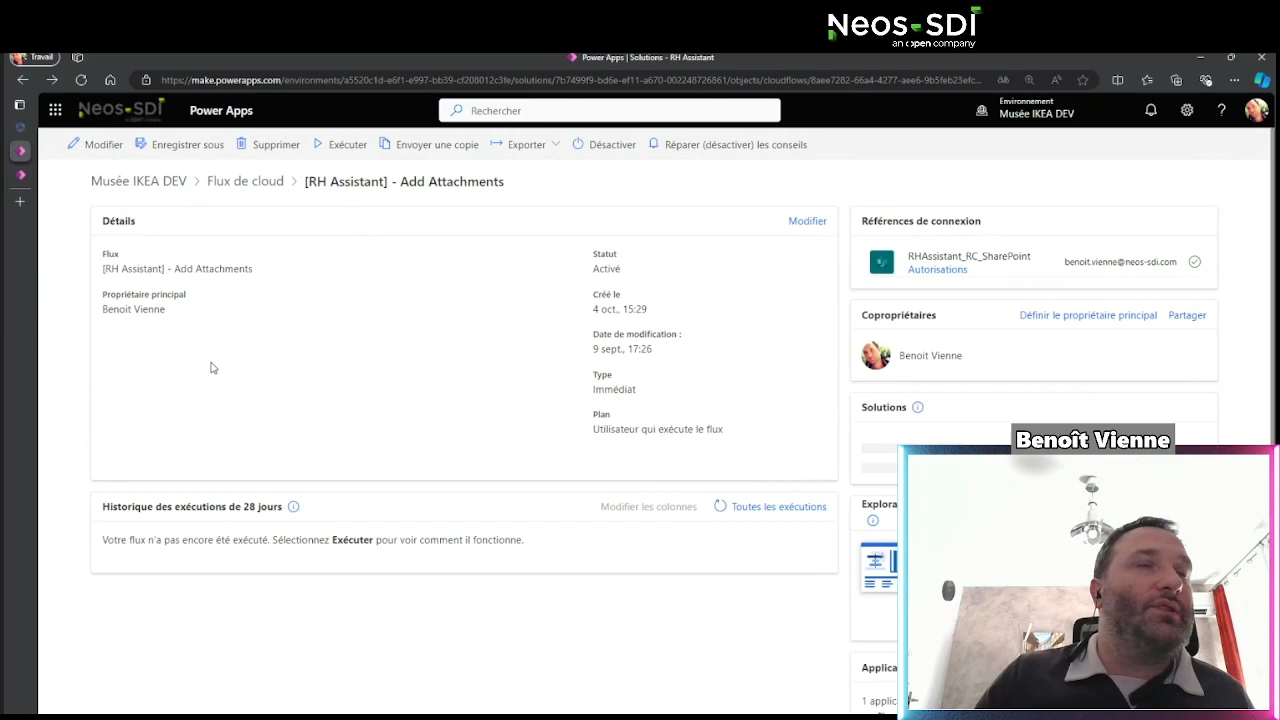 Neos-SDI
an open company
Travail
Power Apps | Solutions - RH Assistant
https://make.powerapps.com/environments/a5520c1d-e6f1-e997-bb39-cf208012c3fe/solutions/7b7499f9-bd6e-ef11-a670-002248726861/objects/cloudflows/8aee7282-66a4-4277-aee6-9b5feb23efc...
Neos-SDI
Power Apps
Rechercher
Environnement
Musée IKEA DEV
Modifier
Enregistrer sous
Supprimer
Exécuter
Envoyer une copie
Exporter
Désactiver
Réparer (désactiver) les conseils
Musée IKEA DEV > Flux de cloud > [RH Assistant] - Add Attachments
Détails
Modifier
Flux
[RH Assistant] - Add Attachments
Propriétaire principal
Benoit Vienne
Statut
Activé
Créé le
4 oct., 15:29
Date de modification :
9 sept., 17:26
Type
Immédiat
Plan
Utilisateur qui exécute le flux
Historique des exécutions de 28 jours
Modifier les colonnes
Toutes les exécutions
Votre flux n'a pas encore été exécuté. Sélectionnez Exécuter pour voir comment il fonctionne.
Références de connexion
RHAssistant_RC_SharePoint
Autorisations
benoit.vienne@neos-sdi.com
Copropriétaires
Définir le propriétaire principal
Partager
Benoit Vienne
Solutions
Explora
Applica
1 applic
Benoît Vienne